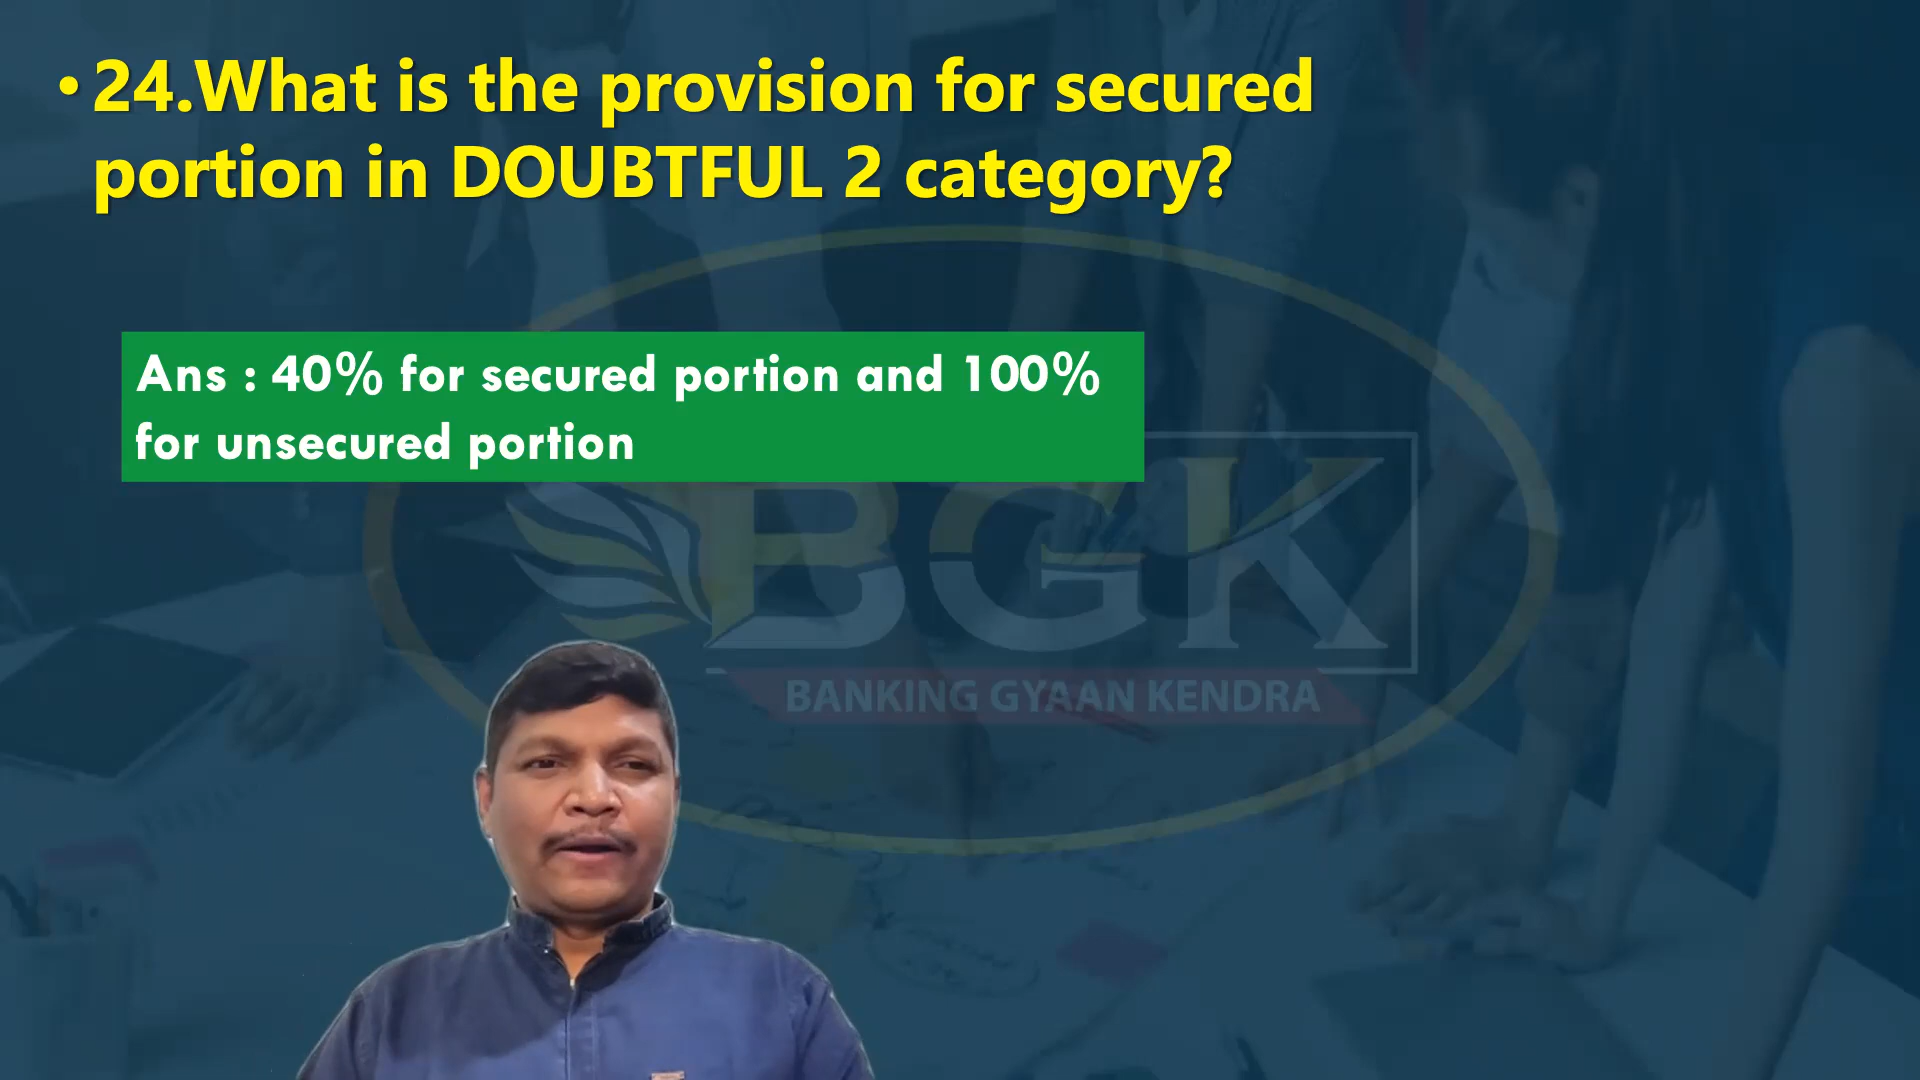 • 24.What is the provision for secured
portion in DOUBTFUL 2 category?
Ans : 40% for secured portion and 100%
for unsecured portion
BGK
BANKING GYAAN KENDRA